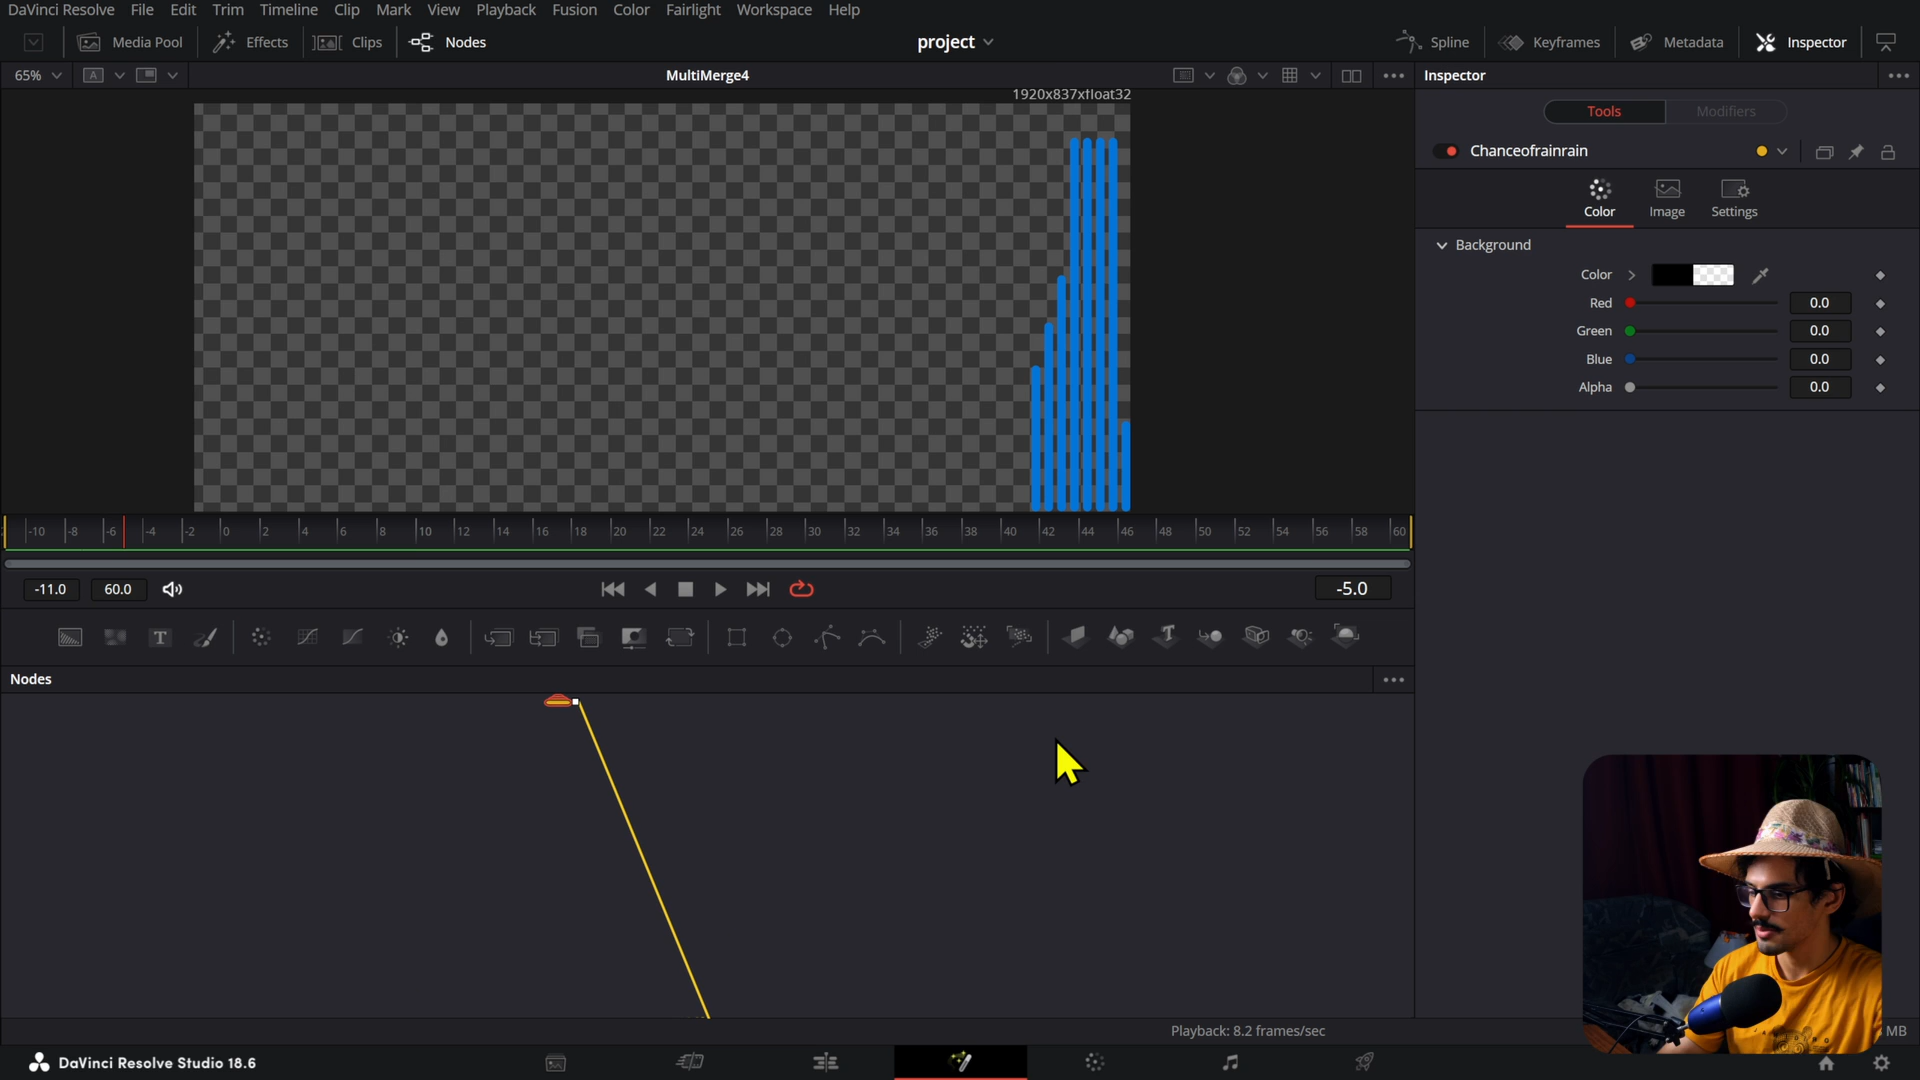 DaVinci Resolve File Edit Trim Timeline Clip Mark View Playback Fusion Color Fairlight Workspace Help
Media Pool Effects Clips Nodes project Spline Keyframes Metadata Inspector
65% A MultiMerge4 Inspector
1920x837xfloat32
Tools Modifiers
Chanceofrainrain
Color Image Settings
Background
Color
Red 0.0
Green 0.0
Blue 0.0
Alpha 0.0
-10 -8 -6 -4 -2 0 2 4 6 8 10 12 14 16 18 20 22 24 26 28 30 32 34 36 38 40 42 44 46 48 50 52 54 56 58 60
-11.0 60.0 -5.0
T T
Nodes
Playback: 8.2 frames/sec MB
DaVinci Resolve Studio 18.6